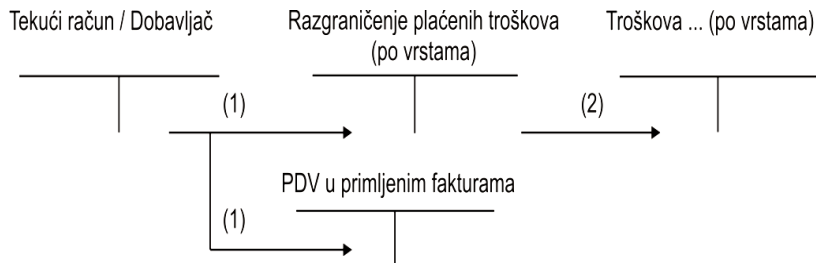 Tekući račun / Dobavljač
Razgraničenje plaćenih troškova
(po vrstama)
Troškova ... (po vrstama)
(1)
(2)
PDV u primljenim fakturama
(1)